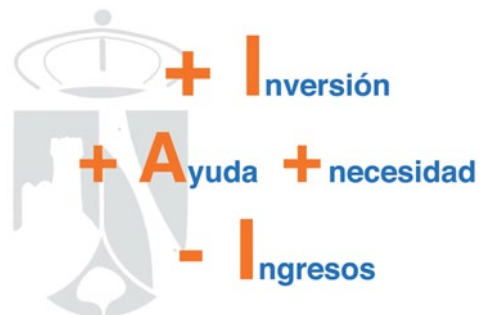 + Inversión
+ Ayuda + necesidad
- Ingresos